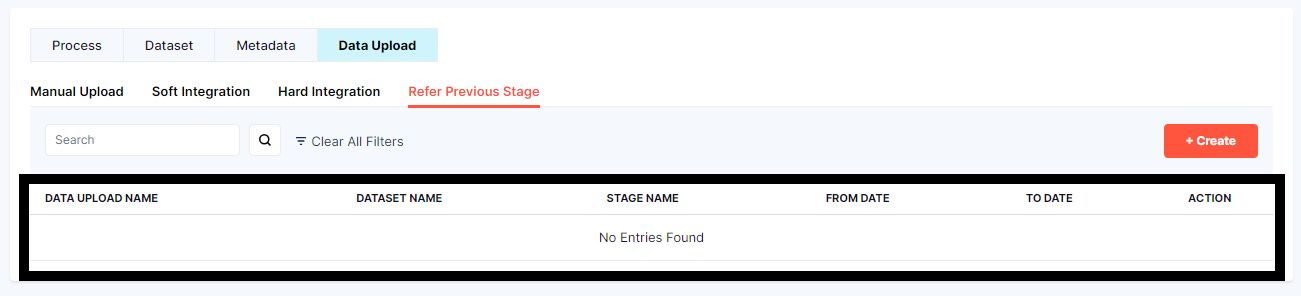 Process Dataset Metadata Data Upload
Manual Upload Soft Integration Hard Integration Refer Previous Stage
Search Clear All Filters + Create
DATA UPLOAD NAME DATASET NAME STAGE NAME FROM DATE TO DATE ACTION
No Entries Found